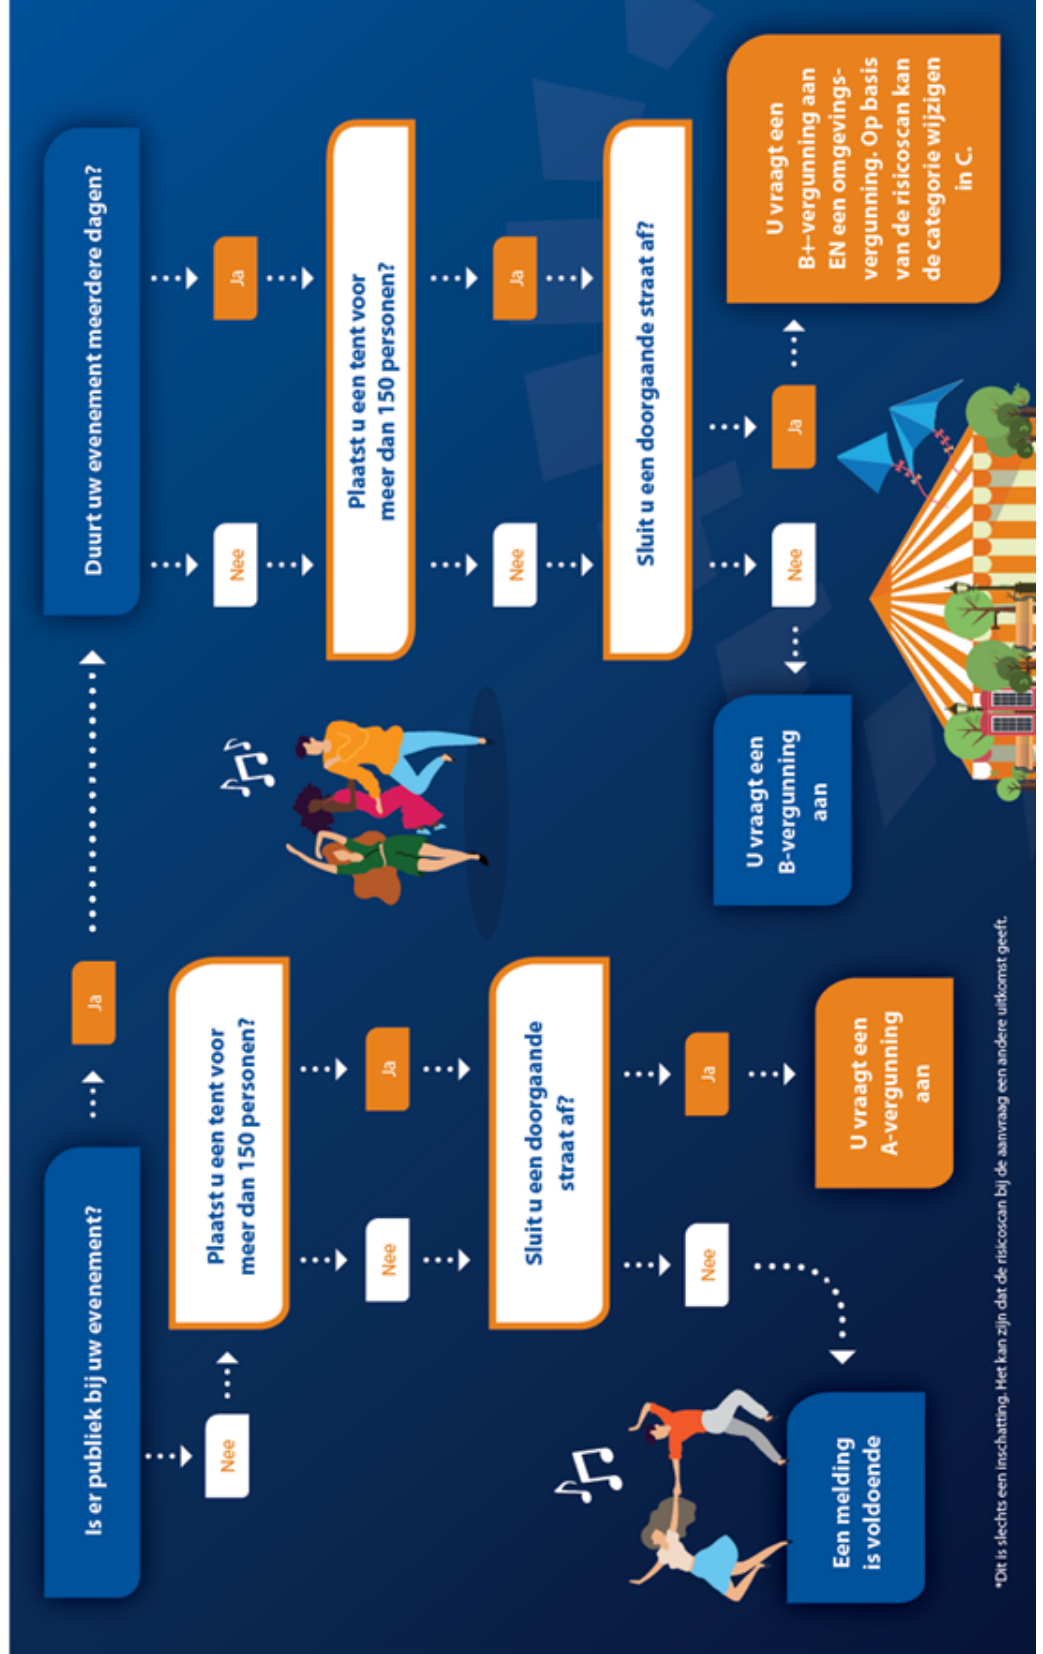 Is er publiek bij uw evenement?
Ja
Duurt uw evenement meerdere dagen?
Nee
Plaatst u een tent voor
meer dan 150 personen?
Nee
Ja
Sluit u een doorgaande
straat af?
Nee
Ja
Een melding
is voldoende
U vraagt een
A-vergunning
aan
Nee
Ja
Plaatst u een tent voor
meer dan 150 personen?
Nee
Ja
Sluit u een doorgaande straat af?
Nee
Ja
U vraagt een
B-vergunning
aan
U vraagt een
B+-vergunning aan
EN een omgevings-
vergunning. Op basis
van de risicoscan kan
de categorie wijzigen
in C.
*Dit is slechts een inschatting. Het kan zijn dat de risicoscan bij de aanvraag een andere uitkomst geeft.